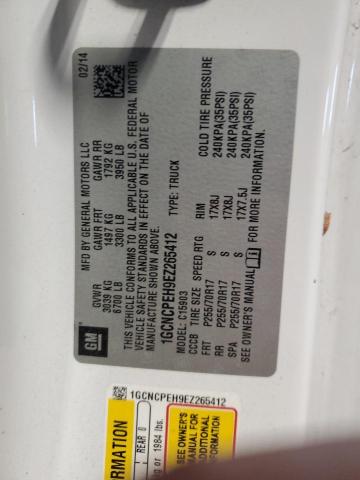 MFD BY GENERAL MOTORS LLC 02/14
GVWR GAWR FRT GAWR RR
3039 KG 1497 KG 1792 KG
6700 LB 3300 LB 3950 LB
THIS VEHICLE CONFORMS TO ALL APPLICABLE U.S. FEDERAL MOTOR
VEHICLE SAFETY STANDARDS IN EFFECT ON THE DATE OF
MANUFACTURE SHOWN ABOVE.
1GCNCPEH9EZ265412 TYPE: TRUCK
MODEL: C15903
CCCB TIRE SIZE SPEED RTG RIM COLD TIRE PRESSURE
FRT P255/70R17 S 17X8J 240KPA(35PSI)
RR P255/70R17 S 17X8J 240KPA(35PSI)
SPA P255/70R17 S 17X7.5J 240KPA(35PSI)
SEE OWNER'S MANUAL FOR MORE INFORMATION.
GM
1GCNCPEH9EZ265412
RMATION
REAR
ng or 1984 lbs.
SEE OWNER'S
MANUAL FOR
ADDITIONAL